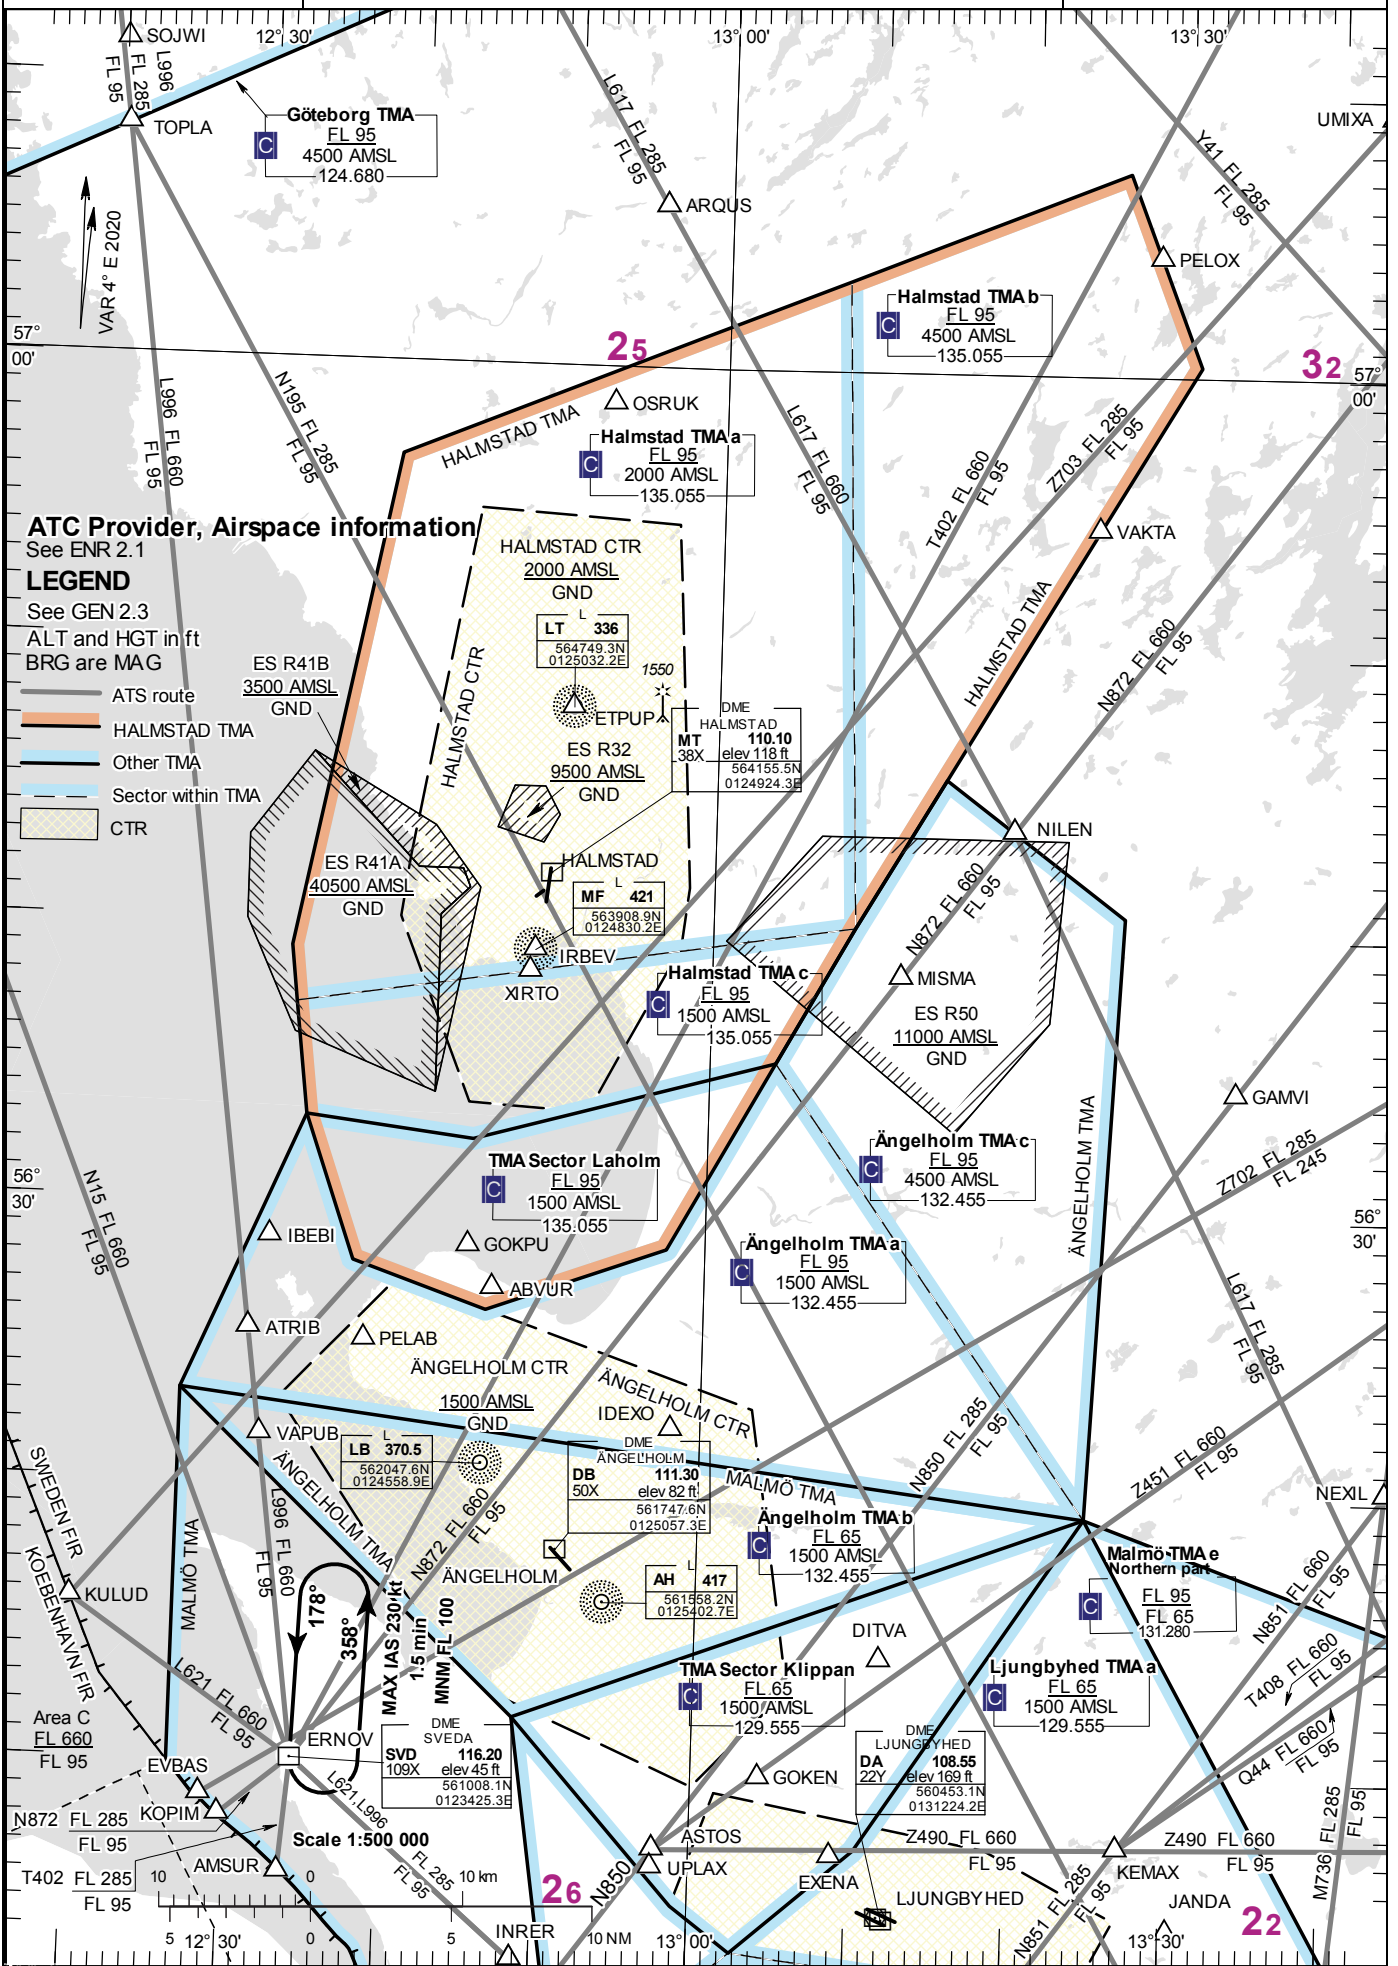 SOJWI
12°30'
13°00'
13°30'
L996
FL 285
FL 95
TOPLA
Göteborg TMA
C
FL 95
4500 AMSL
124.680
L617 FL 285
FL 95
UMIXA
Y41 FL 285
FL 95
ARQUS
VAR 4° E 2020
PELOX
Halmstad TMA b
C
FL 95
4500 AMSL
135.055
57°
00'
25
32
57°
00'
L996 FL 660
FL 95
N195 FL 285
FL 95
OSRUK
HALMSTAD TMA
Halmstad TMA a
C
FL 95
2000 AMSL
135.055
L617 FL 660
FL 95
T402 FL 660
FL 95
Z703 FL 285
FL 95
VAKTA
ATC Provider, Airspace information
See ENR 2.1
LEGEND
See GEN 2.3
ALT and HGT in ft
BRG are MAG
ATS route
HALMSTAD TMA
Other TMA
Sector within TMA
CTR
HALMSTAD CTR
2000 AMSL
GND
L
LT 336
564749.3N
0125032.2E
HALMSTAD CTR
HALMSTAD TMA
N872 FL 660
FL 95
ES R41B
3500 AMSL
GND
1550
ETPUP
DME
HALMSTAD
MT 110.10
38X elev 118 ft
564155.5N
0124924.3E
ES R32
9500 AMSL
GND
NILEN
ES R41A
40500 AMSL
GND
HALMSTAD
L
MF 421
563908.9N
0124830.2E
IRBEV
XIRTO
N872 FL 660
FL 95
MISMA
Halmstad TMA c
C
FL 95
1500 AMSL
135.055
ES R50
11000 AMSL
GND
GAMVI
ÄNGELHOLM TMA
Ängelholm TMA c
C
FL 95
4000 AMSL
132.455
Z702 FL 285
FL 245
TMA Sector Laholm
C
FL 95
1500 AMSL
135.055
56°
30'
N15 FL 660
FL 95
IBEBI
GOKPU
56°
30'
Ängelholm TMA a
C
FL 95
1500 AMSL
132.455
ABVUR
L617 FL 285
FL 95
ATRIB
PELAB
ÄNGELHOLM CTR
1500 AMSL
GND
ÄNGELHOLM CTR
IDEXO
N850 FL 285
FL 95
VAPUB
L
LB 370.5
562047.6N
0124558.9E
DME
ÄNGELHOLM
DB 111.30
50X elev 82 ft
561747.6N
0125057.3E
MALMÖ TMA
Z451 FL 660
FL 95
NEXIL
SWEDEN FIR
KOEBENHAVN FIR
ÄNGELHOLM TMA
L996 FL 660
FL 95
N872 FL 660
FL 95
MALMÖ TMA
Ängelholm TMA b
C
FL 65
1500 AMSL
132.455
Malmö TMA e
Northern part
C
FL 95
FL 65
131.280
KULUD
178°
358°
MAX IAS 230 kt
1.5 min
MNM FL 100
ÄNGELHOLM
L
AH 417
561558.2N
0125402.7E
N851 FL 660
FL 95
DITVA
L621 FL 660
FL 95
TMA Sector Klippan
C
FL 65
1500 AMSL
129.555
Ljungbyhed TMA a
C
FL 65
1500 AMSL
129.555
T408 FL 660
FL 95
Area C
FL 660
FL 95
ERNOV
DME
SVEDA
SVD 116.20
109X elev 45 ft
561008.1N
0123425.3E
DME
LJUNGBYHED
DA 108.55
22Y elev 169 ft
560453.1N
0131224.2E
Q44 FL 660
FL 95
EVBAS
KOPIM
GOKEN
L621,L996 FL 285
FL 95
N872 FL 285
FL 95
Scale 1:500 000
ASTOS
UPLAX
Z490 FL 660
FL 95
Z490 FL 660
FL 95
KEMAX
M736 FL 285
FL 95
T402 FL 285
FL 95
AMSUR
10 0 10 km
5 0 5 10 NM
26
N850
EXENA
LJUNGBYHED
JANDA
22
INRER
N851 FL 285
FL 95
12°30'
13°00'
13°30'